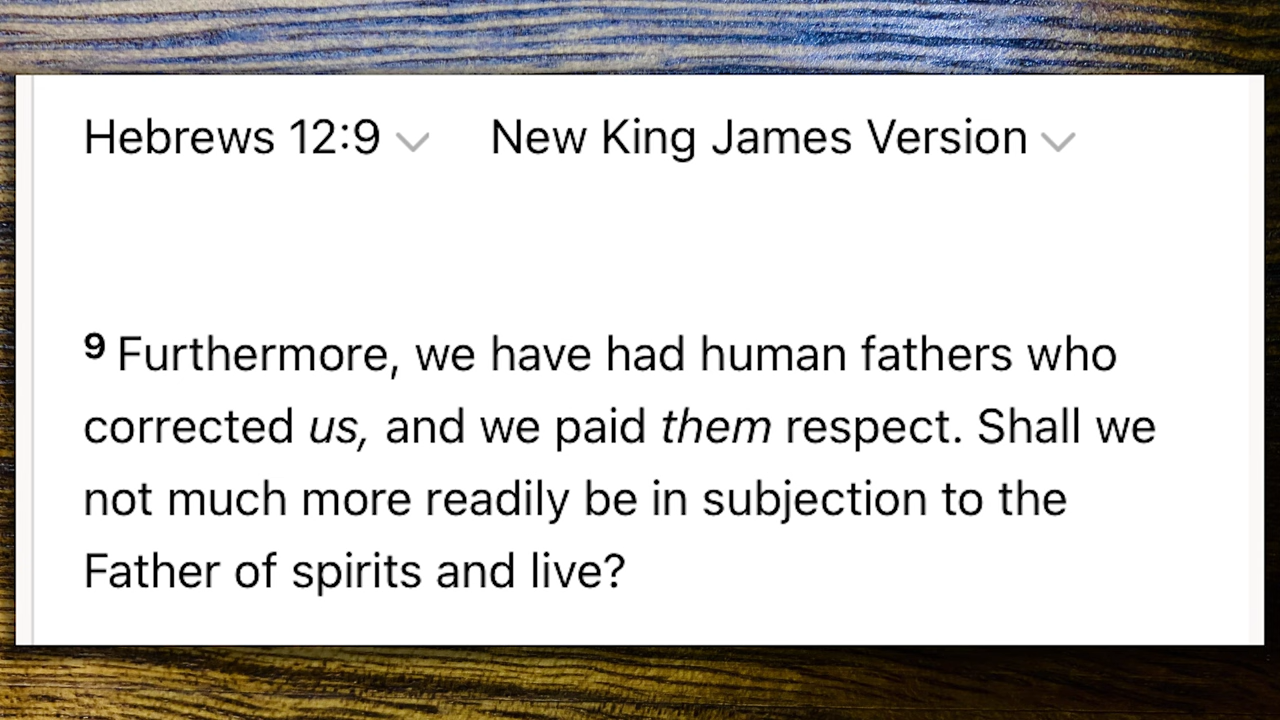 Hebrews 12:9 New King James Version
9 Furthermore, we have had human fathers who
corrected us, and we paid them respect. Shall we
not much more readily be in subjection to the
Father of spirits and live?